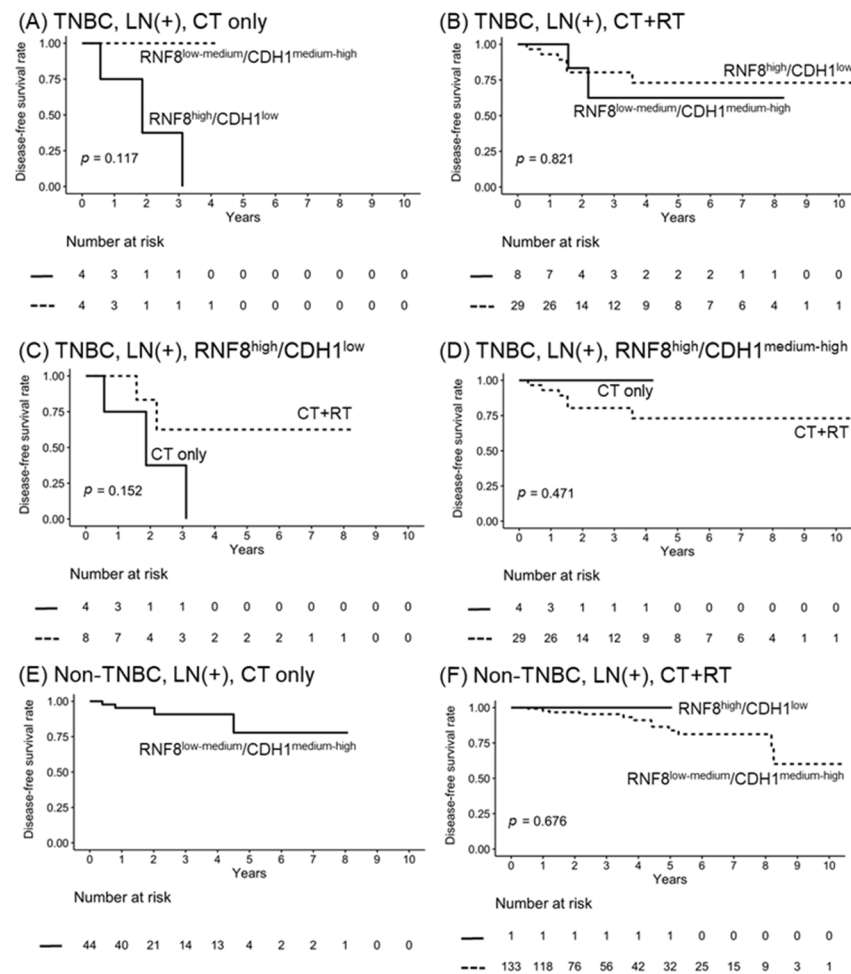 (A) TNBC, LN(+), CT only
Disease-free survival rate
1.00
0.75
0.50
0.25
0.00
RNF8low-medium/CDH1medium-high
RNF8high/CDH1low
p = 0.117
0 1 2 3 4 5 6 7 8 9 10
Years
Number at risk
4 3 1 1 0 0 0 0 0 0 0
4 3 1 1 1 0 0 0 0 0 0
(B) TNBC, LN(+), CT+RT
Disease-free survival rate
1.00
0.75
0.50
0.25
0.00
RNF8high/CDH1low
RNF8low-medium/CDH1medium-high
p = 0.821
0 1 2 3 4 5 6 7 8 9 10
Years
Number at risk
8 7 4 3 2 2 2 1 1 0 0
29 26 14 12 9 8 7 6 4 1 1
(C) TNBC, LN(+), RNF8high/CDH1low
Disease-free survival rate
1.00
0.75
0.50
0.25
0.00
CT+RT
CT only
p = 0.152
0 1 2 3 4 5 6 7 8 9 10
Years
Number at risk
4 3 1 1 0 0 0 0 0 0 0
8 7 4 3 2 2 2 1 1 0 0
(D) TNBC, LN(+), RNF8high/CDH1medium-high
Disease-free survival rate
1.00
0.75
0.50
0.25
0.00
CT only
CT+RT
p = 0.471
0 1 2 3 4 5 6 7 8 9 10
Years
Number at risk
4 3 1 1 1 0 0 0 0 0 0
29 26 14 12 9 8 7 6 4 1 1
(E) Non-TNBC, LN(+), CT only
Disease-free survival rate
1.00
0.75
0.50
0.25
0.00
RNF8low-medium/CDH1medium-high
0 1 2 3 4 5 6 7 8 9 10
Years
Number at risk
44 40 21 14 13 4 2 2 1 0 0
(F) Non-TNBC, LN(+), CT+RT
Disease-free survival rate
1.00
0.75
0.50
0.25
0.00
RNF8high/CDH1low
RNF8low-medium/CDH1medium-high
p = 0.676
0 1 2 3 4 5 6 7 8 9 10
Years
Number at risk
1 1 1 1 1 1 0 0 0 0 0
133 118 76 56 42 32 25 15 9 3 1